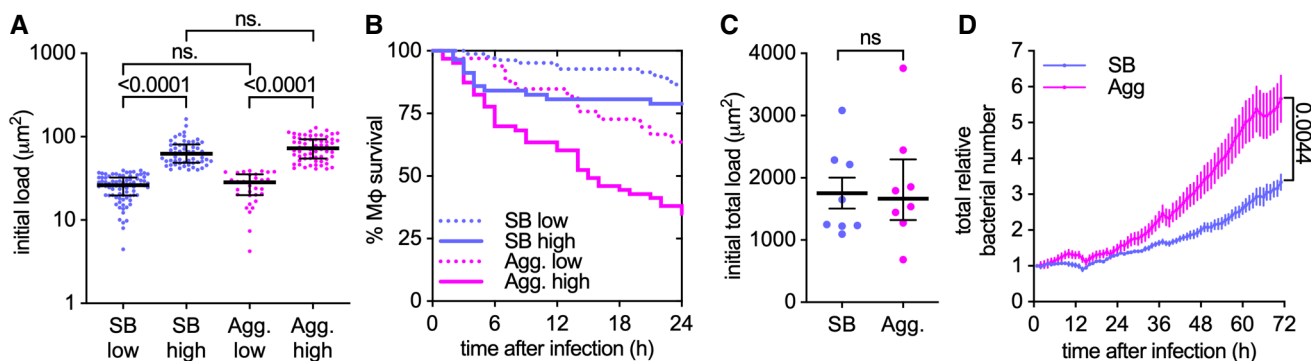 A
initial load (μm²)
1000
100
10
1
ns.
ns.
<0.0001
<0.0001
SB low
SB high
Agg. low
Agg. high
B
% Mϕ survival
100
75
50
25
0
SB low
SB high
Agg. low
Agg. high
0 6 12 18 24
time after infection (h)
C
initial total load (μm²)
4000
3000
2000
1000
0
ns
SB Agg.
D
total relative
bacterial number
7
6
5
4
3
2
1
0
SB
Agg
0.0044
0 12 24 36 48 60 72
time after infection (h)